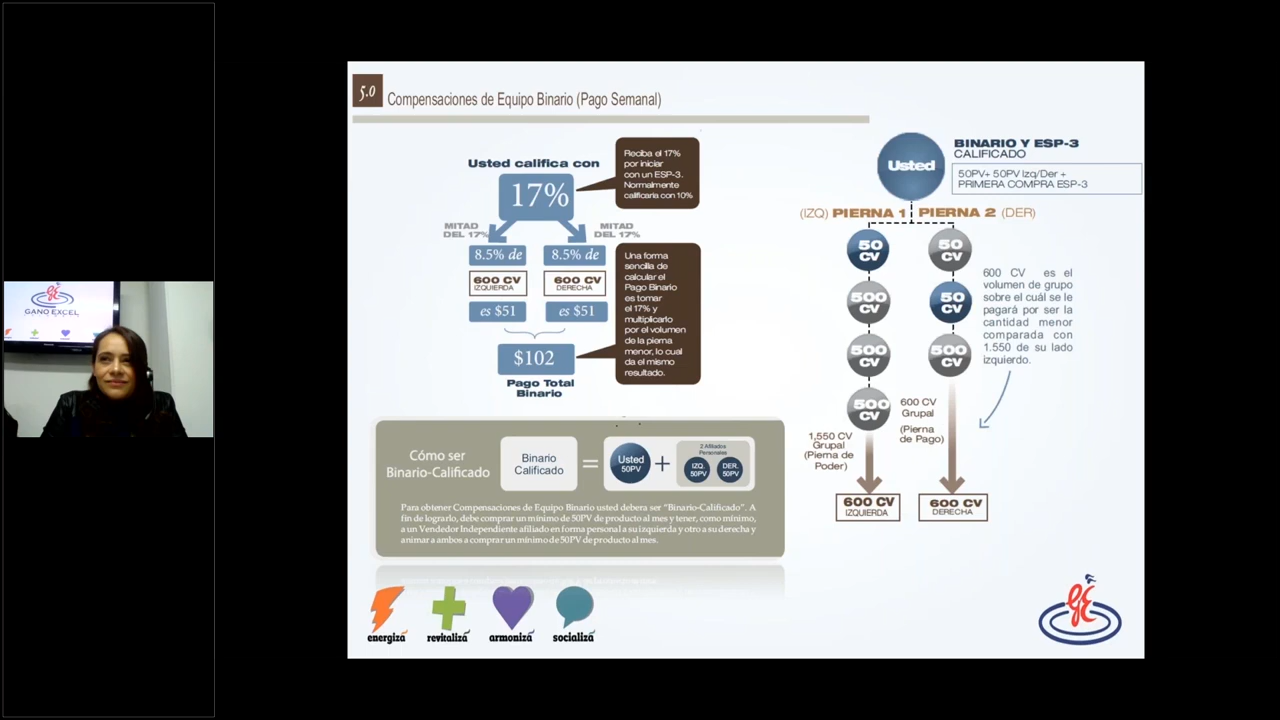 5.0
Compensaciones de Equipo Binario (Pago Semanal)
Usted califica con
17%
Reciba el 17%
por iniciar
con un ESP-3.
Normalmente
calificaría con 10%
MITAD
DEL 17%
MITAD
DEL 17%
8.5% de
8.5% de
600 CV
IZQUIERDA
600 CV
DERECHA
es $51
es $51
$102
Pago Total
Binario
Una forma
sencilla de
calcular el
Pago Binario
es tomar
el 17% y
multiplicarlo
por el volumen
de la pierna
menor, lo cual
da el mismo
resultado.
Usted
BINARIO Y ESP-3
CALIFICADO
50PV+ 50PV Izq/Der +
PRIMERA COMPRA ESP-3
(IZQ) PIERNA 1
PIERNA 2 (DER)
50
CV
50
CV
500
CV
50
CV
500
CV
500
CV
500
CV
600 CV es el
volumen de grupo
sobre el cuál se le
pagará por ser la
cantidad menor
comparada con
1.550 de su lado
izquierdo.
600 CV
Grupal
(Pierna
de Pago)
1,550 CV
Grupal
(Pierna de
Poder)
600 CV
IZQUIERDA
600 CV
DERECHA
Cómo ser
Binario-Calificado
Binario
Calificado
=
Usted
50PV
+
2 Afiliados
Personales
IZQ.
50PV
DER.
50PV
Para obtener Compensaciones de Equipo Binario usted debera ser “Binario-Calificado”. A
fin de lograrlo, debe comprar un mínimo de 50PV de producto al mes y tener, como mínimo,
a un Vendedor Independiente afiliado en forma personal a su izquierda y otro a su derecha y
animar a ambos a comprar un mínimo de 50PV de producto al mes.
energizá
revitalizá
armonizá
socializá
GE
GANO EXCEL